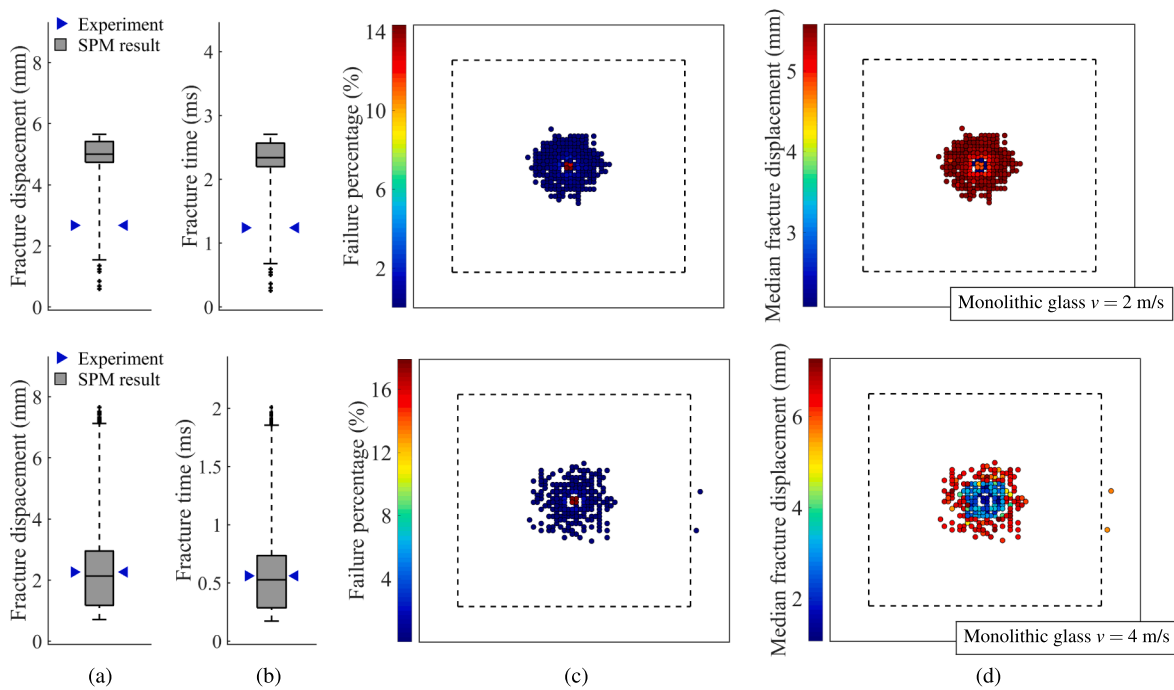 Experiment
SPM result
Fracture dispacement (mm)
8
6
4
2
0
Fracture time (ms)
4
3
2
1
0
Failure percentage (%)
14
10
6
2
Median fracture displacement (mm)
5
4
3
Monolithic glass v = 2 m/s
Experiment
SPM result
Fracture displacement (mm)
8
6
4
2
0
Fracture time (ms)
2
1.5
1
0.5
0
Failure percentage (%)
16
12
8
4
Median fracture displacement (mm)
6
4
2
Monolithic glass v = 4 m/s
(a)
(b)
(c)
(d)